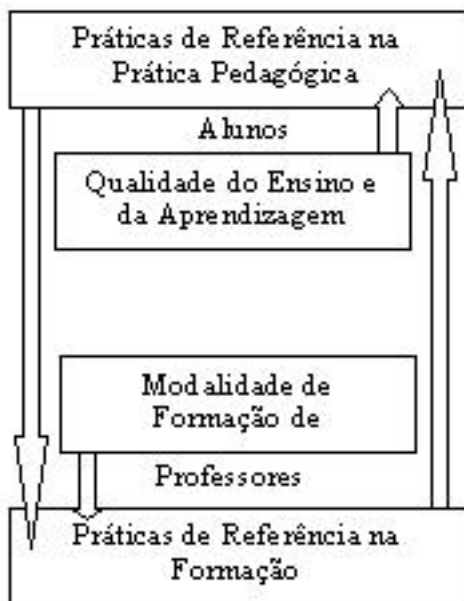 Práticas de Referência na
Prática Pedagógica
Alunos
Qualidade do Ensino e
da Aprendizagem
Modalidade de
Formação de
Professores
Práticas de Referência na
Formação